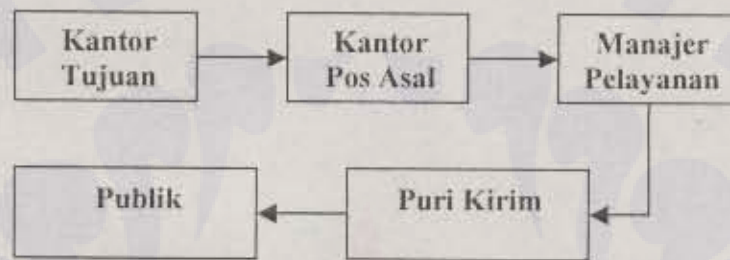 Kantor
Tujuan
Kantor
Pos Asal
Manajer
Pelayanan
Puri Kirim
Publik